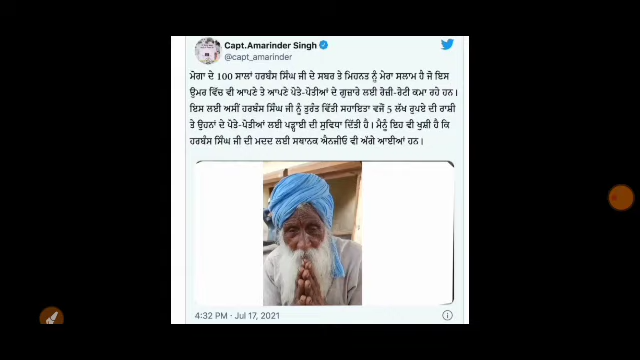 Capt.Amarinder Singh
@capt_amarinder
ਮੋਗਾ ਦੇ 100 ਸਾਲਾਂ ਹਰਬੰਸ ਸਿੰਘ ਜੀ ਦੇ ਸਬਰ ਤੇ ਮਿਹਨਤ ਨੂੰ ਮੇਰਾ ਸਲਾਮ ਹੈ ਜੋ ਇਸ
ਉਮਰ ਵਿੱਚ ਵੀ ਆਪਣੇ ਤੇ ਆਪਣੇ ਪੋਤੇ-ਪੋਤੀਆਂ ਦੇ ਗੁਜ਼ਾਰੇ ਲਈ ਰੋਜ਼ੀ-ਰੋਟੀ ਕਮਾ ਰਹੇ ਹਨ।
ਇਸ ਲਈ ਅਸੀਂ ਹਰਬੰਸ ਸਿੰਘ ਜੀ ਨੂੰ ਤੁਰੰਤ ਵਿੱਤੀ ਸਹਾਇਤਾ ਵਜੋਂ 5 ਲੱਖ ਰੁਪਏ ਦੀ ਰਾਸ਼ੀ
ਤੇ ਉਹਨਾਂ ਦੇ ਪੋਤੇ-ਪੋਤੀਆਂ ਲਈ ਪੜ੍ਹਾਈ ਦੀ ਸੁਵਿਧਾ ਦਿੱਤੀ ਹੈ। ਮੈਨੂੰ ਇਹ ਵੀ ਖੁਸ਼ੀ ਹੈ ਕਿ
ਹਰਬੰਸ ਸਿੰਘ ਜੀ ਦੀ ਮਦਦ ਲਈ ਸਥਾਨਕ ਐਨਜੀਓ ਵੀ ਅੱਗੇ ਆਈਆਂ ਹਨ।
4:32 PM · Jul 17, 2021